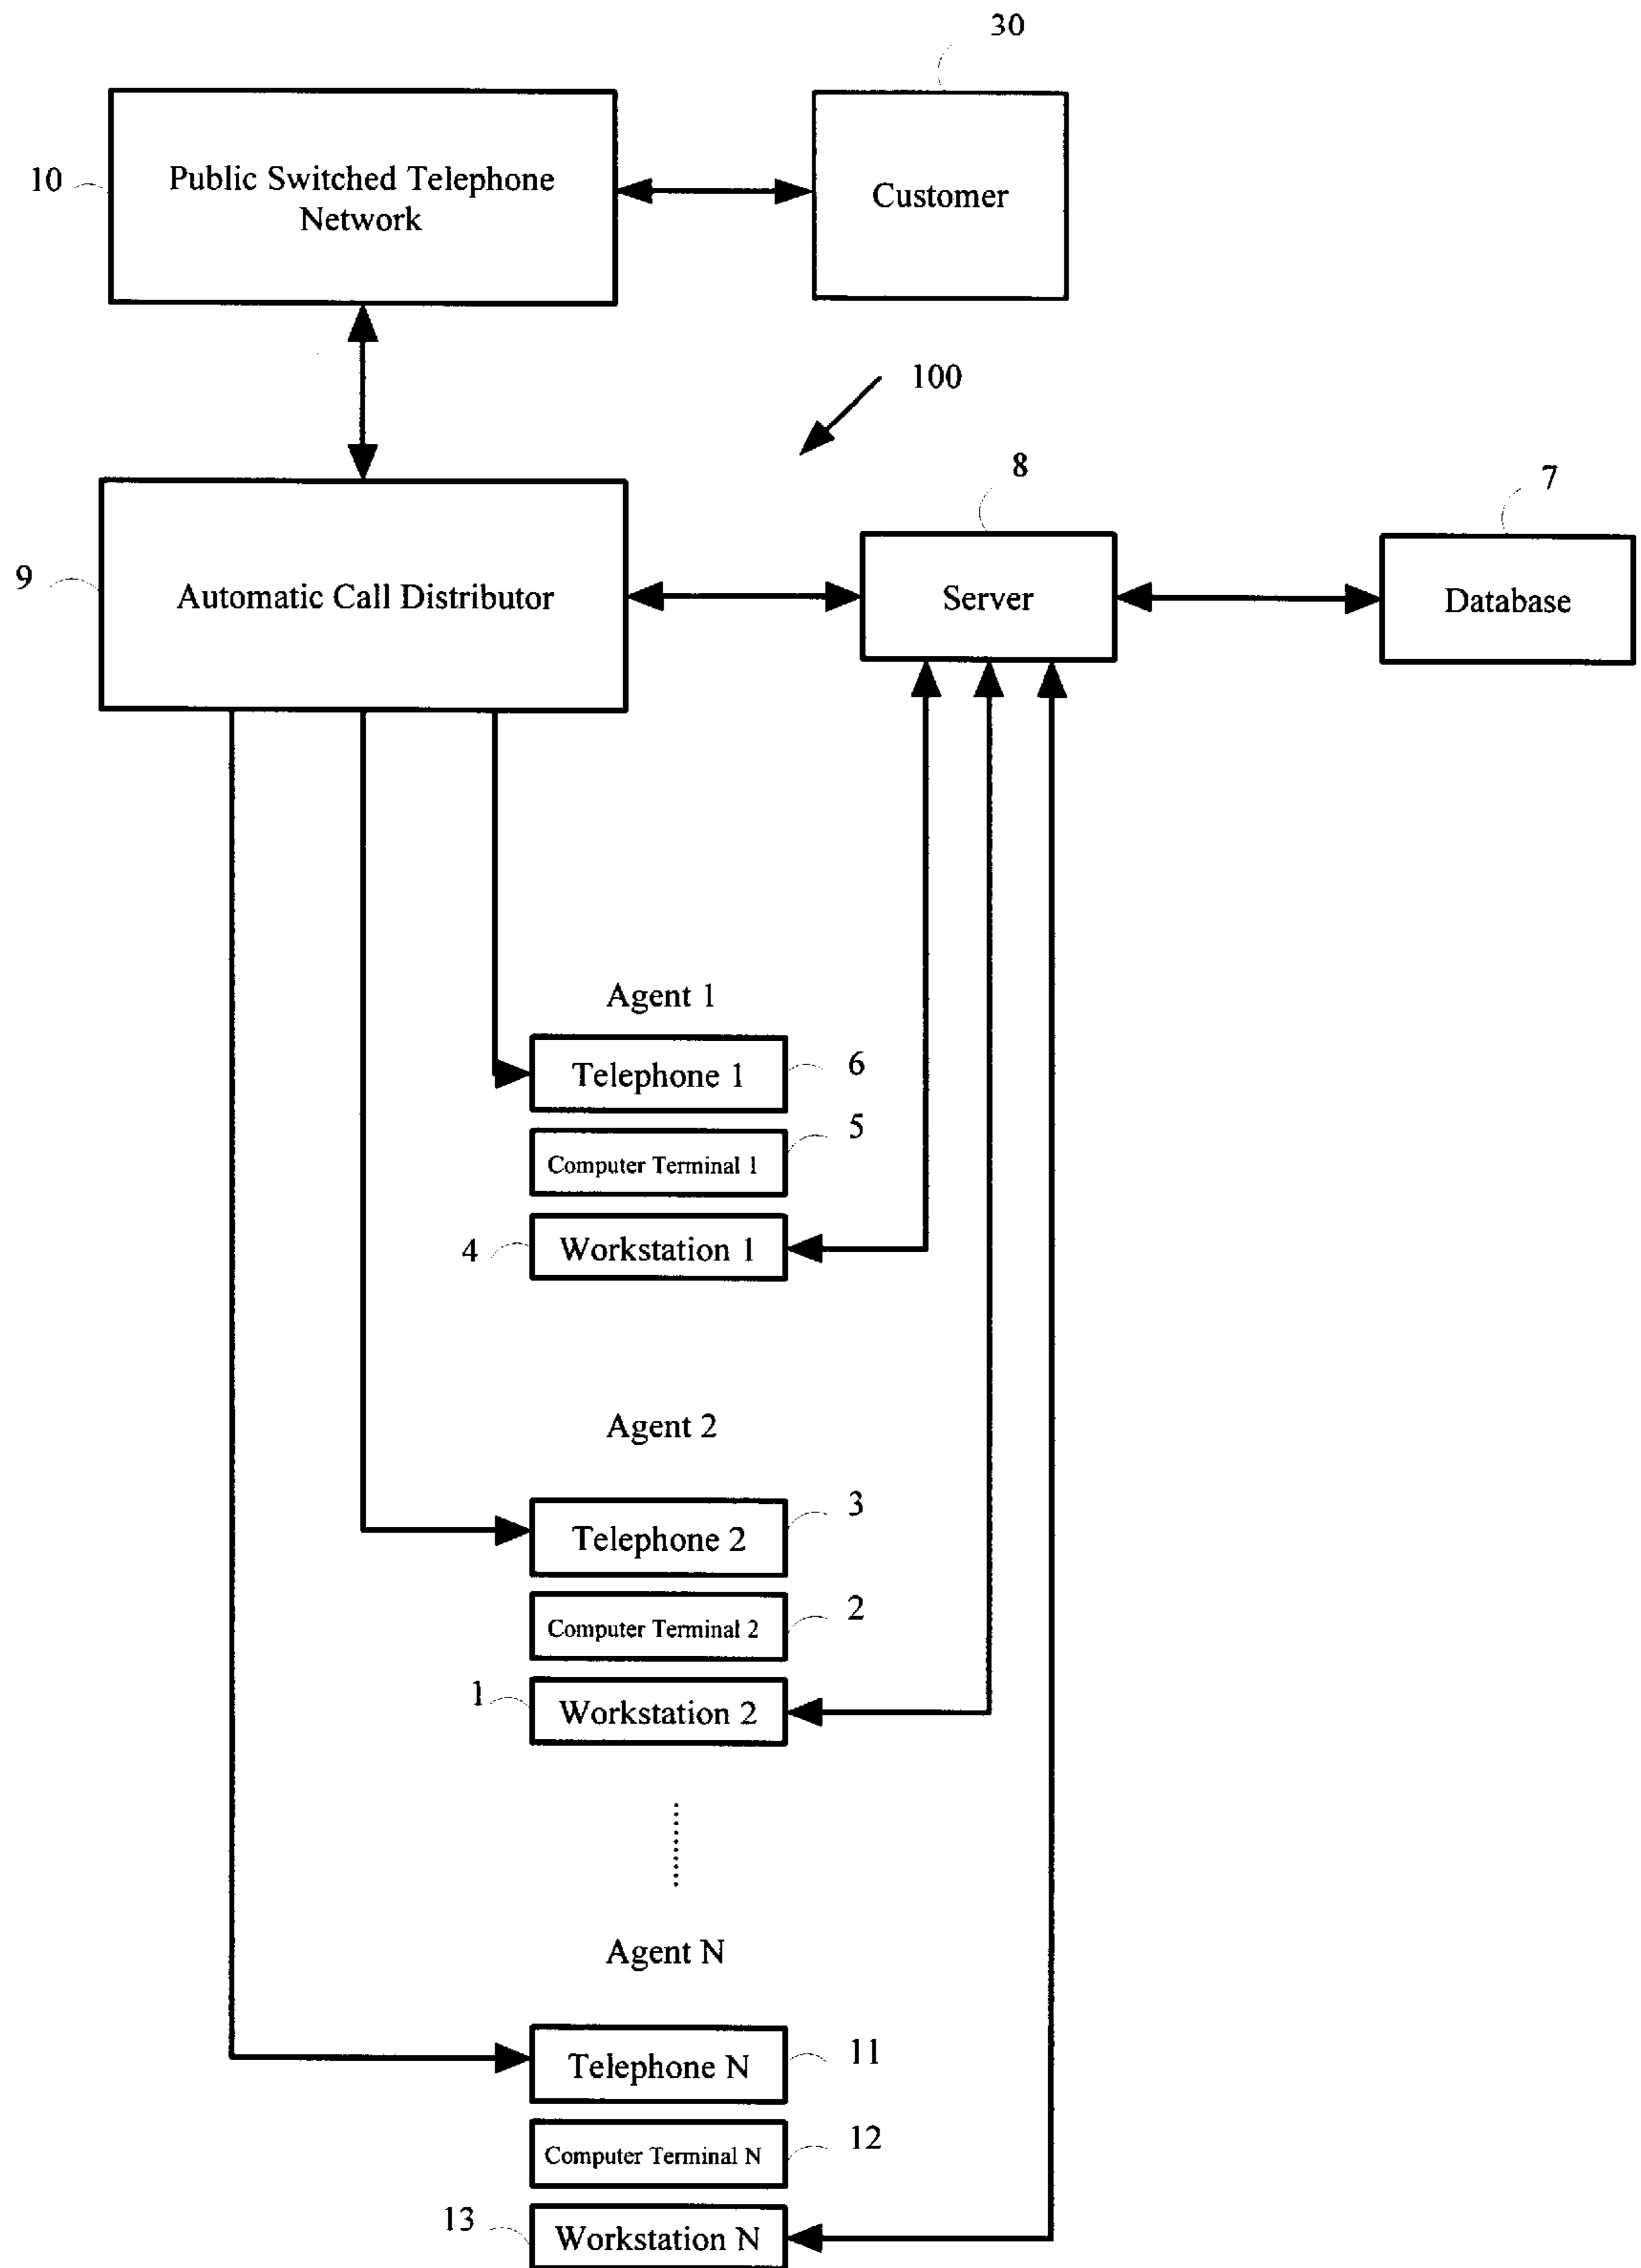 30
10
Public Switched Telephone
Network
Customer
100
8
7
9
Automatic Call Distributor
Server
Database
Agent 1
Telephone 1
6
Computer Terminal 1
5
4
Workstation 1
Agent 2
Telephone 2
3
Computer Terminal 2
2
1
Workstation 2
Agent N
Telephone N
11
Computer Terminal N
12
13
Workstation N